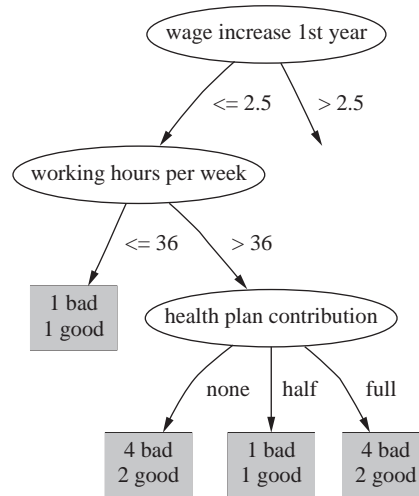 wage increase 1st year
<= 2.5
> 2.5
working hours per week
<= 36
> 36
1 bad
1 good
health plan contribution
none
half
full
4 bad
2 good
1 bad
1 good
4 bad
2 good